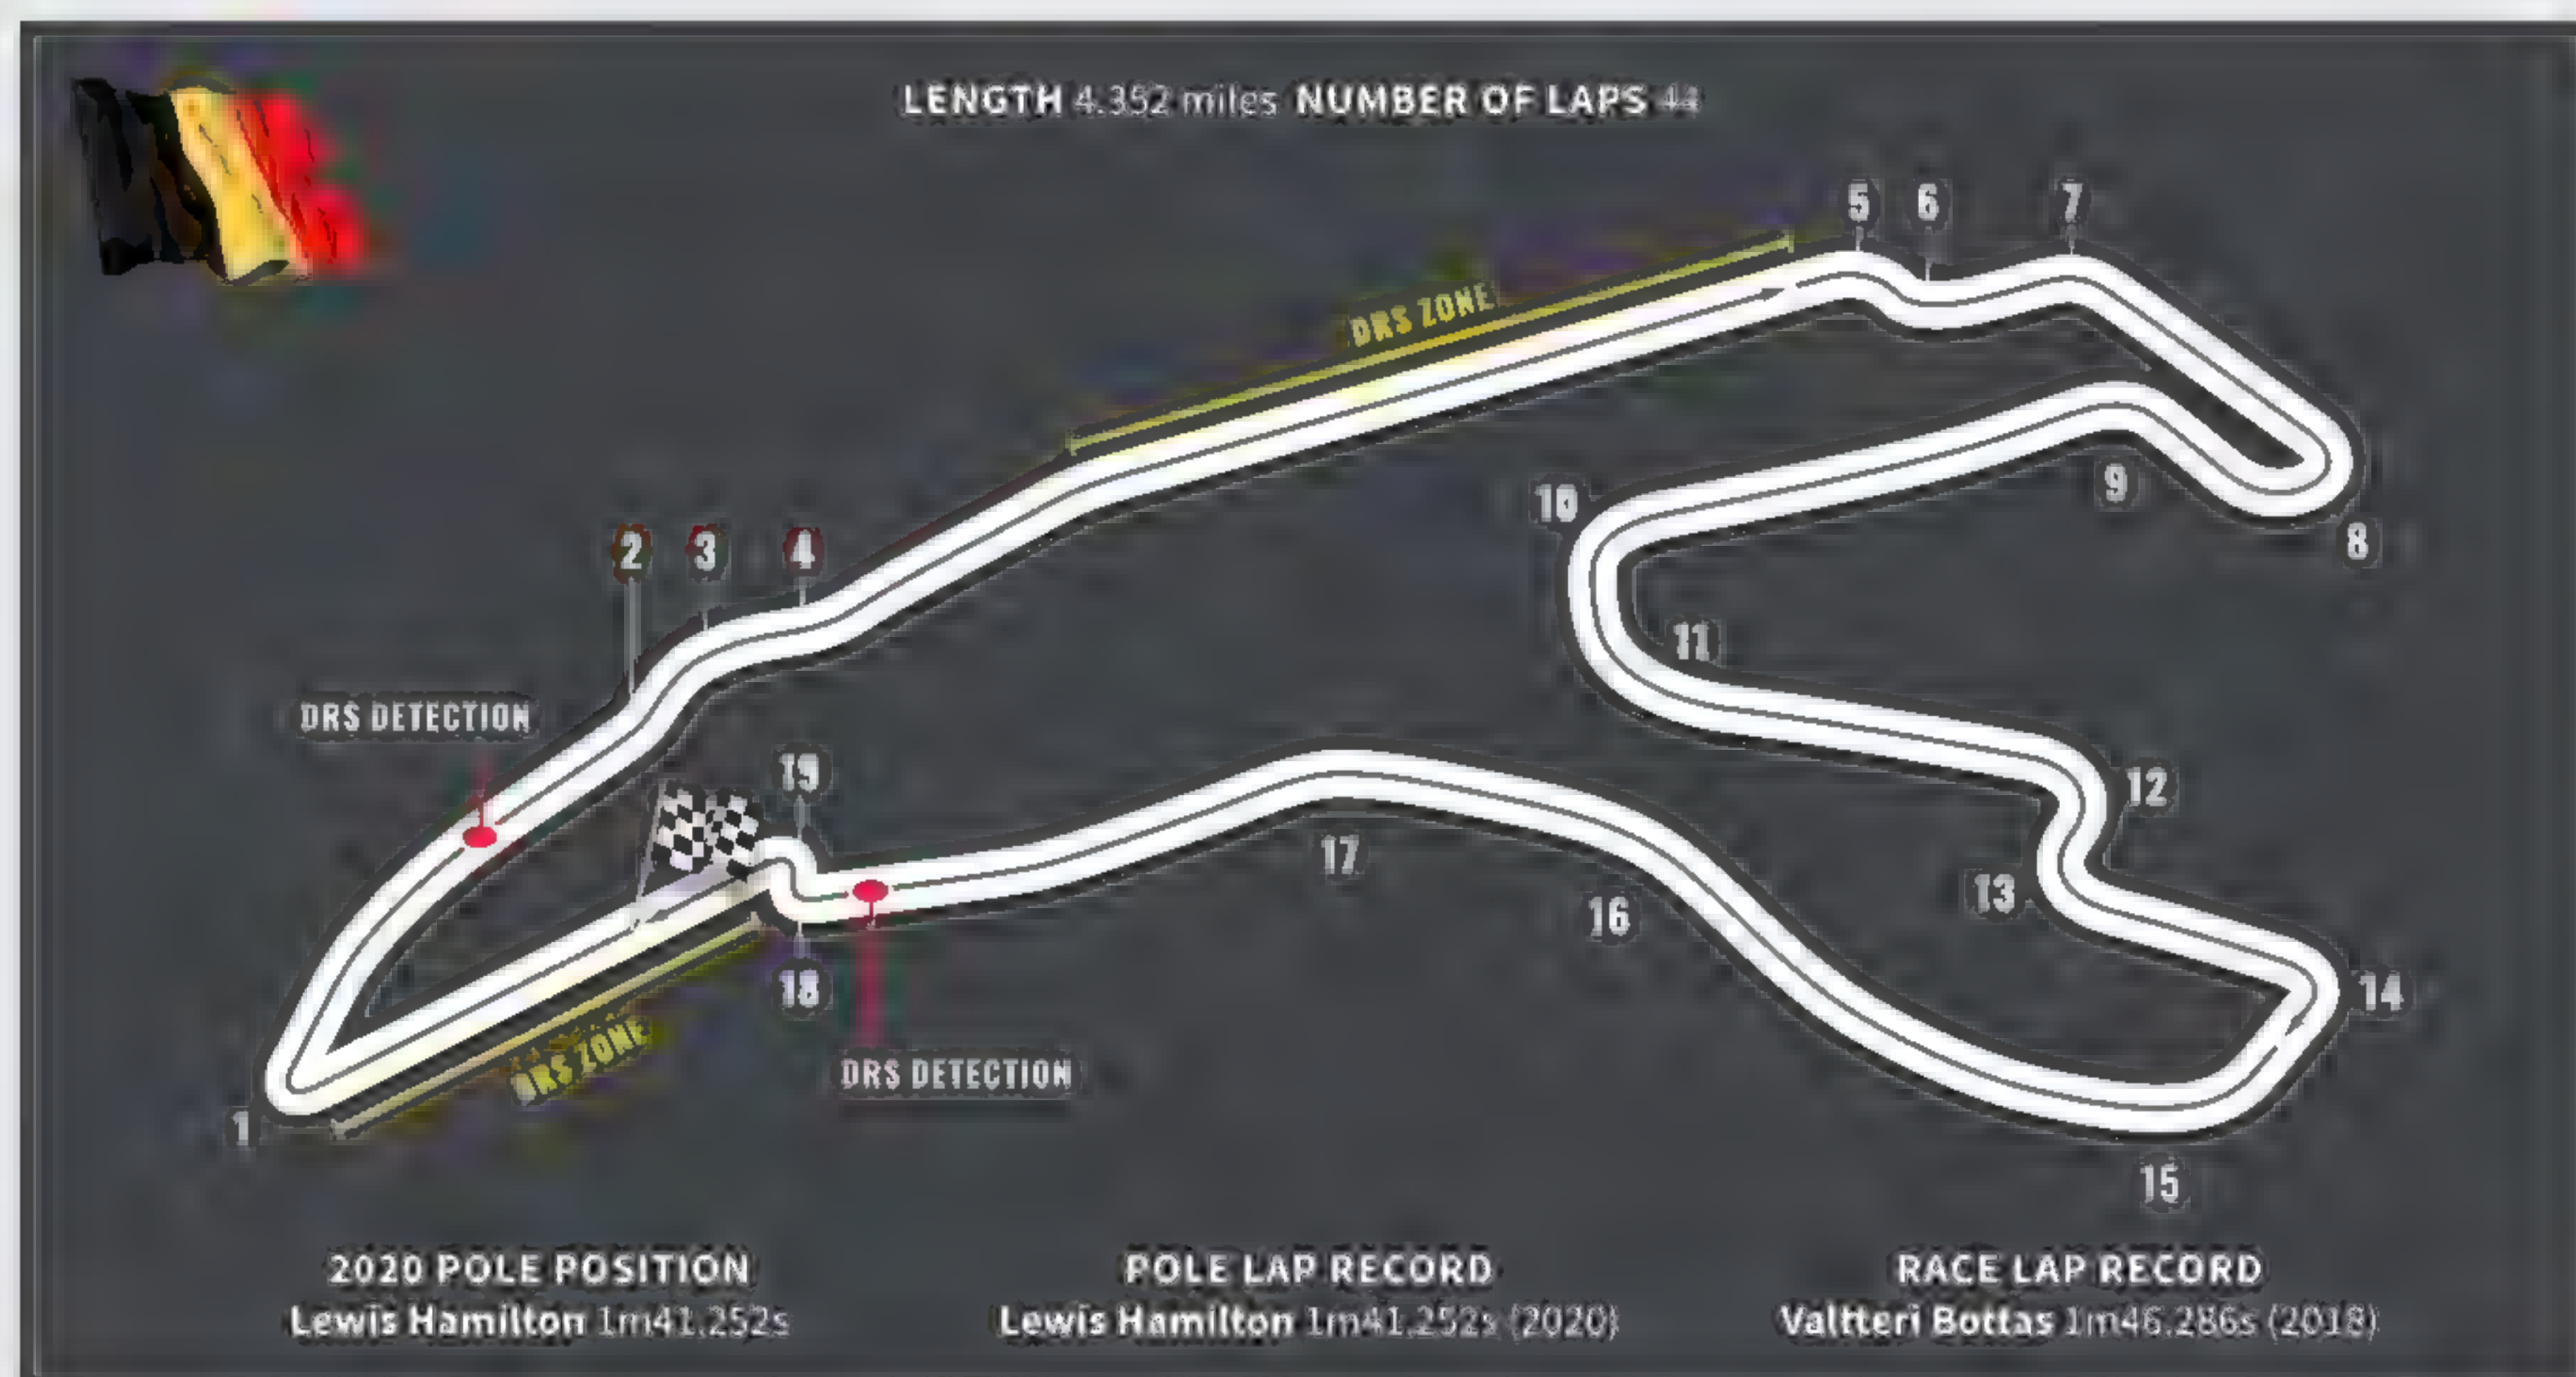 LENGTH 4.352 miles NUMBER OF LAPS 44
5 6 7
DRS ZONE
10
9
8
2 3 4
11
DRS DETECTION
19
12
17
13
16
18
14
DRS ZONE
DRS DETECTION
1
15
2020 POLE POSITION
Lewis Hamilton 1m41.252s
POLE LAP RECORD
Lewis Hamilton 1m41.252s (2020)
RACE LAP RECORD
Valtteri Bottas 1m46.286s (2018)